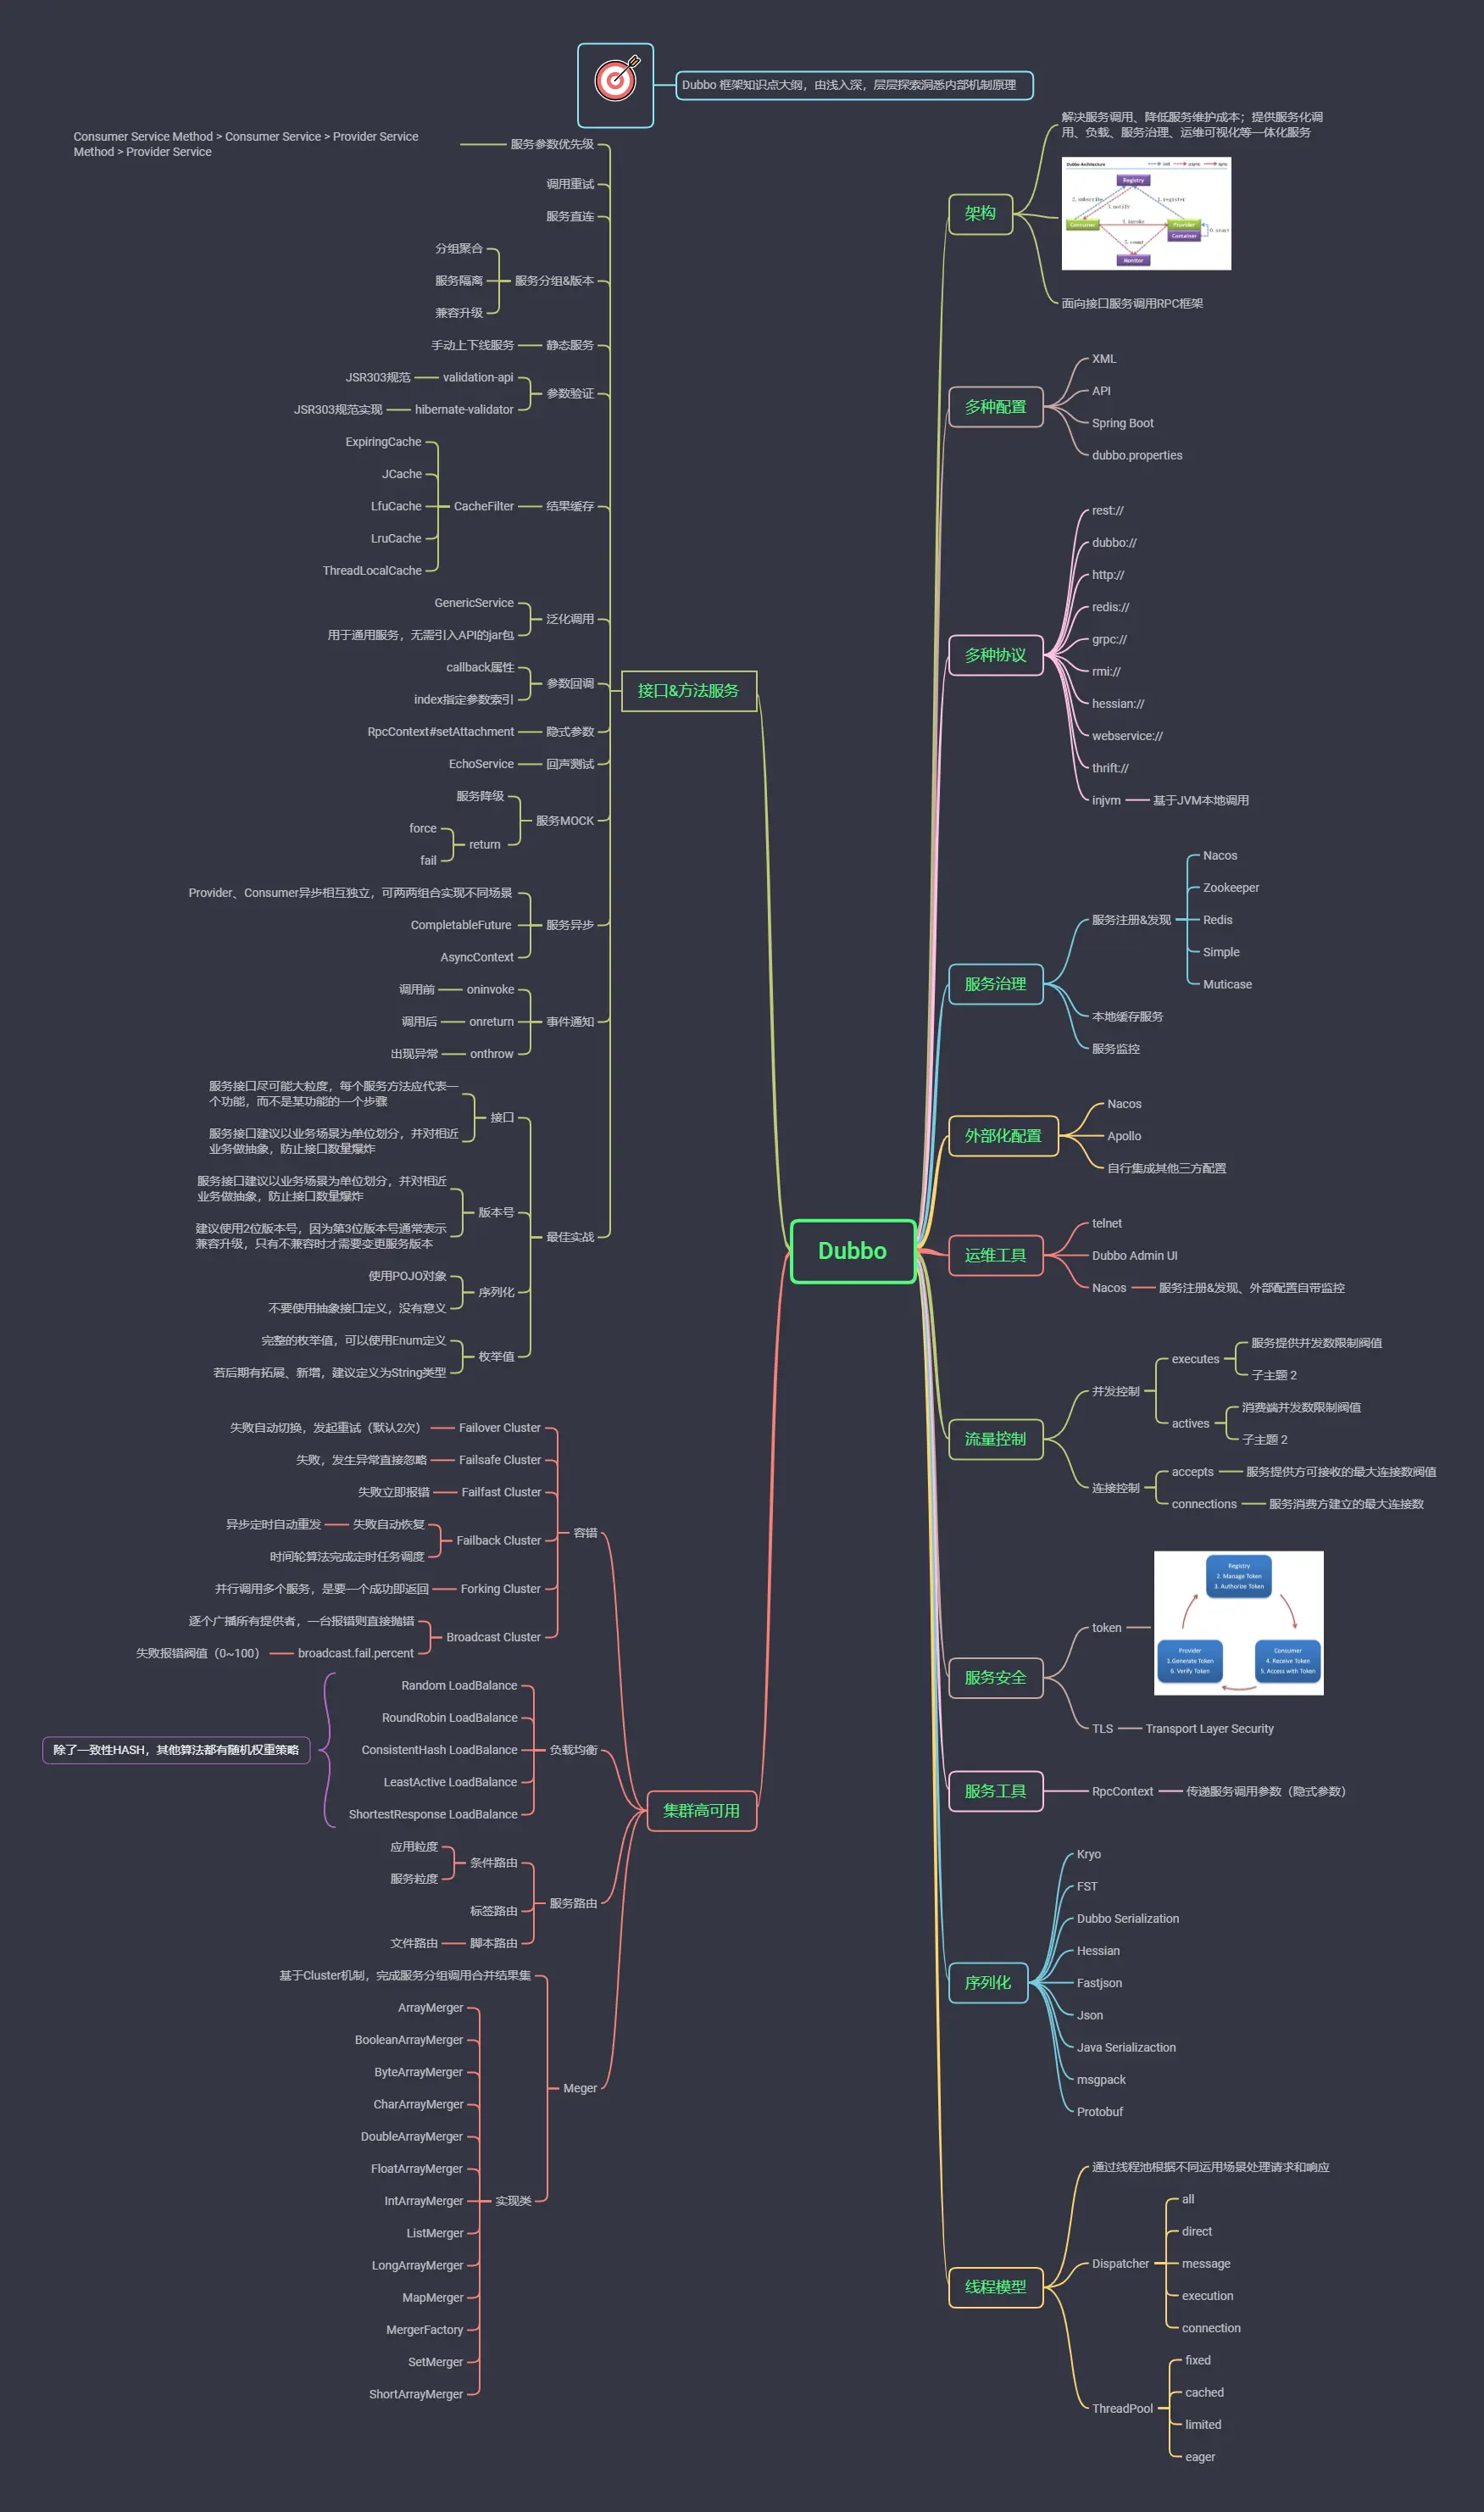 Dubbo 框架知识点大纲，由浅入深，层层探索洞悉内部机制原理
Dubbo
接口&方法服务
服务参数优先级
Consumer Service Method > Consumer Service > Provider Service
Method > Provider Service
调用重试
服务直连
服务分组&版本
分组聚合
服务隔离
兼容升级
静态服务
手动上下线服务
参数验证
validation-api
JSR303规范
hibernate-validator
JSR303规范实现
结果缓存
CacheFilter
ExpiringCache
JCache
LfuCache
LruCache
ThreadLocalCache
泛化调用
GenericService
用于通用服务，无需引入API的jar包
参数回调
callback属性
index指定参数索引
隐式参数
RpcContext#setAttachment
回声测试
EchoService
服务MOCK
服务降级
return
force
fail
服务异步
Provider、Consumer异步相互独立，可两两组合实现不同场景
CompletableFuture
AsyncContext
事件通知
oninvoke
调用前
onreturn
调用后
onthrow
出现异常
最佳实战
接口
服务接口尽可能大粒度，每个服务方法应代表一
个功能，而不是某功能的一个步骤
服务接口建议以业务场景为单位划分，并对相近
业务做抽象，防止接口数量爆炸
版本号
服务接口建议以业务场景为单位划分，并对相近
业务做抽象，防止接口数量爆炸
建议使用2位版本号，因为第3位版本号通常表示
兼容升级，只有不兼容时才需要变更服务版本
序列化
使用POJO对象
不要使用抽象接口定义，没有意义
枚举值
完整的枚举值，可以使用Enum定义
若后期有拓展、新增，建议定义为String类型
集群高可用
容错
Failover Cluster
失败自动切换，发起重试（默认2次）
Failsafe Cluster
失败，发生异常直接忽略
Failfast Cluster
失败立即报错
Failback Cluster
失败自动恢复
异步定时自动重发
时间轮算法完成定时任务调度
Forking Cluster
并行调用多个服务，是要一个成功即返回
Broadcast Cluster
逐个广播所有提供者，一台报错则直接抛错
broadcast.fail.percent
失败报错阀值（0~100）
负载均衡
Random LoadBalance
RoundRobin LoadBalance
ConsistentHash LoadBalance
LeastActive LoadBalance
ShortestResponse LoadBalance
除了一致性HASH，其他算法都有随机权重策略
服务路由
条件路由
应用粒度
服务粒度
标签路由
脚本路由
文件路由
Meger
基于Cluster机制，完成服务分组调用合并结果集
实现类
ArrayMerger
BooleanArrayMerger
ByteArrayMerger
CharArrayMerger
DoubleArrayMerger
FloatArrayMerger
IntArrayMerger
ListMerger
LongArrayMerger
MapMerger
MergerFactory
SetMerger
ShortArrayMerger
架构
解决服务调用、降低服务维护成本；提供服务化调
用、负载、服务治理、运维可视化等一体化服务
Dubbo Architecture
init
async
sync
Registry
2.subscribe
3.notify
1.register
Consumer
4.invoke
Provider
Container
0.start
5.count
Monitor
面向接口服务调用RPC框架
多种配置
XML
API
Spring Boot
dubbo.properties
多种协议
rest://
dubbo://
http://
redis://
grpc://
rmi://
hessian://
webservice://
thrift://
injvm
基于JVM本地调用
服务治理
服务注册&发现
Nacos
Zookeeper
Redis
Simple
Muticase
本地缓存服务
服务监控
外部化配置
Nacos
Apollo
自行集成其他三方配置
运维工具
telnet
Dubbo Admin UI
Nacos
服务注册&发现、外部配置自带监控
流量控制
并发控制
executes
服务提供并发数限制阀值
子主题 2
actives
消费端并发数限制阀值
子主题 2
连接控制
accepts
服务提供方可接收的最大连接数阀值
connections
服务消费方建立的最大连接数
服务安全
token
Registry
2. Manage Token
3. Authorize Token
Provider
1.Generate Token
6. Verify Token
Consumer
4. Receive Token
5. Access with Token
TLS
Transport Layer Security
服务工具
RpcContext
传递服务调用参数（隐式参数）
序列化
Kryo
FST
Dubbo Serialization
Hessian
Fastjson
Json
Java Serializaction
msgpack
Protobuf
线程模型
通过线程池根据不同运用场景处理请求和响应
Dispatcher
all
direct
message
execution
connection
ThreadPool
fixed
cached
limited
eager